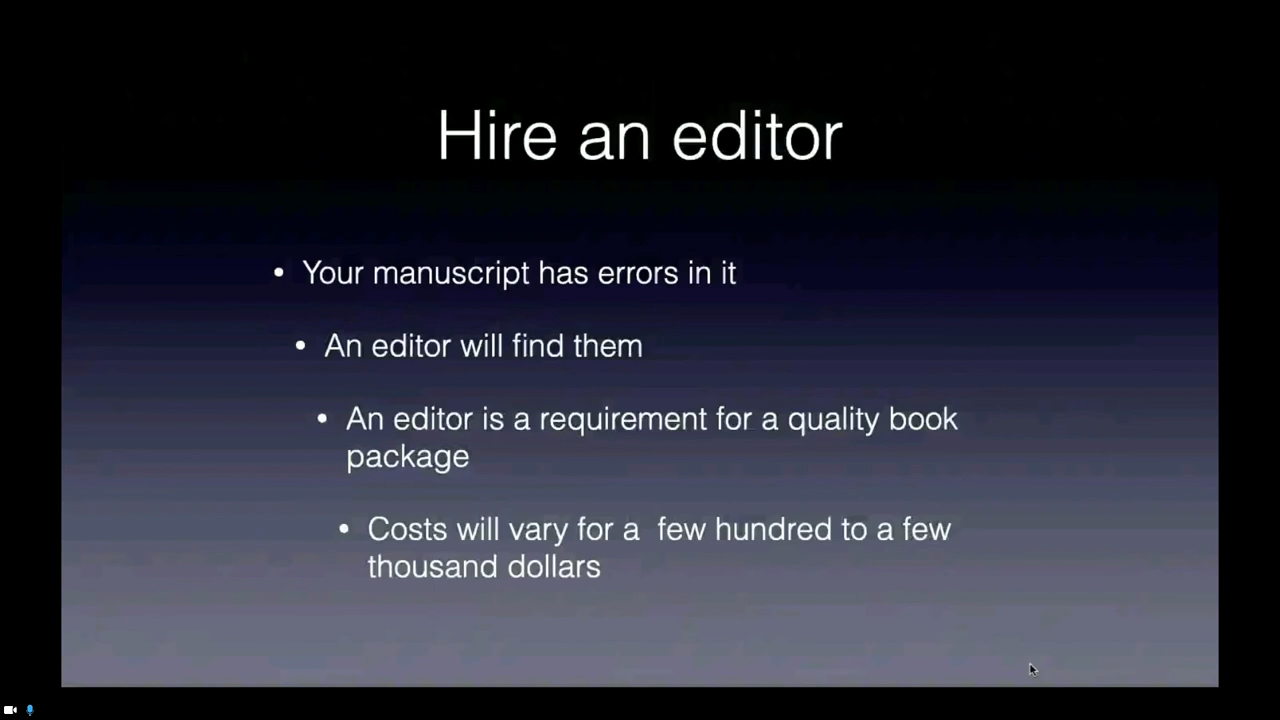 Hire an editor
• Your manuscript has errors in it
• An editor will find them
• An editor is a requirement for a quality book
package
• Costs will vary for a  few hundred to a few
thousand dollars